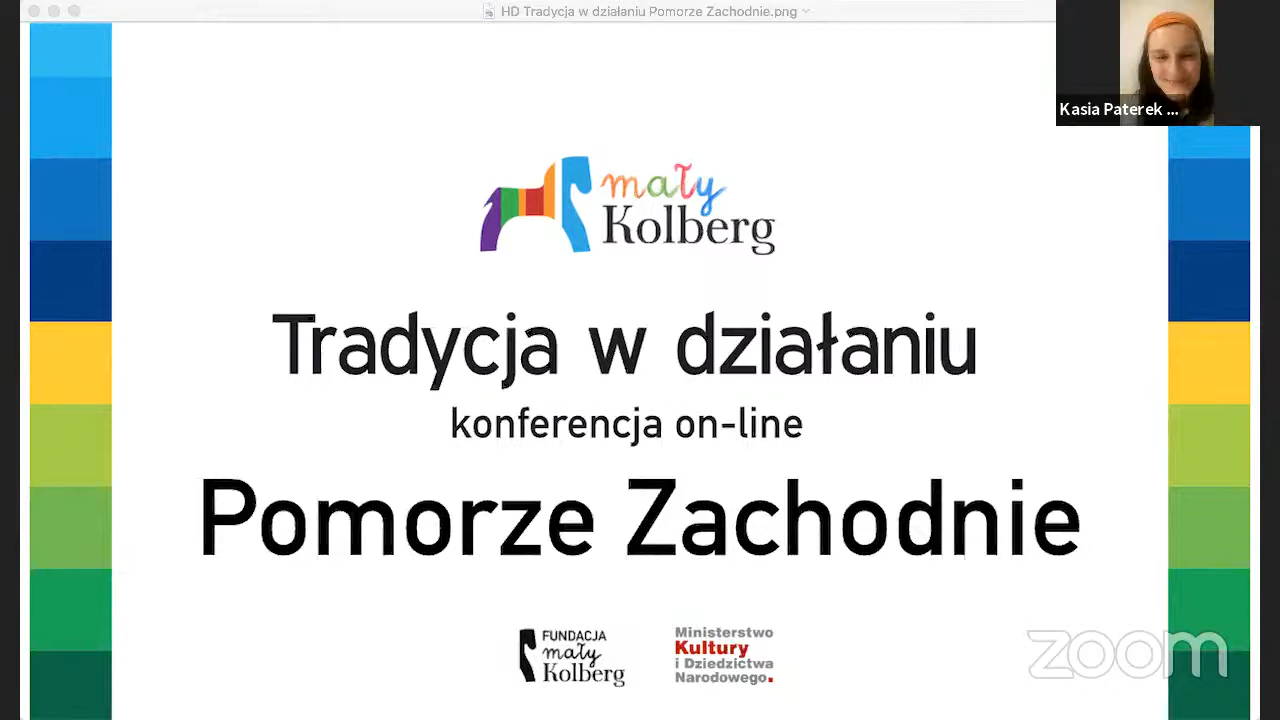 HD Tradycja w działaniu Pomorze Zachodnie.png
Kasia Paterek ...
mały
Kolberg
Tradycja w działaniu
konferencja on-line
Pomorze Zachodnie
FUNDACJA
mały
Kolberg
Ministerstwo
Kultury
i Dziedzictwa
Narodowego.
zoom